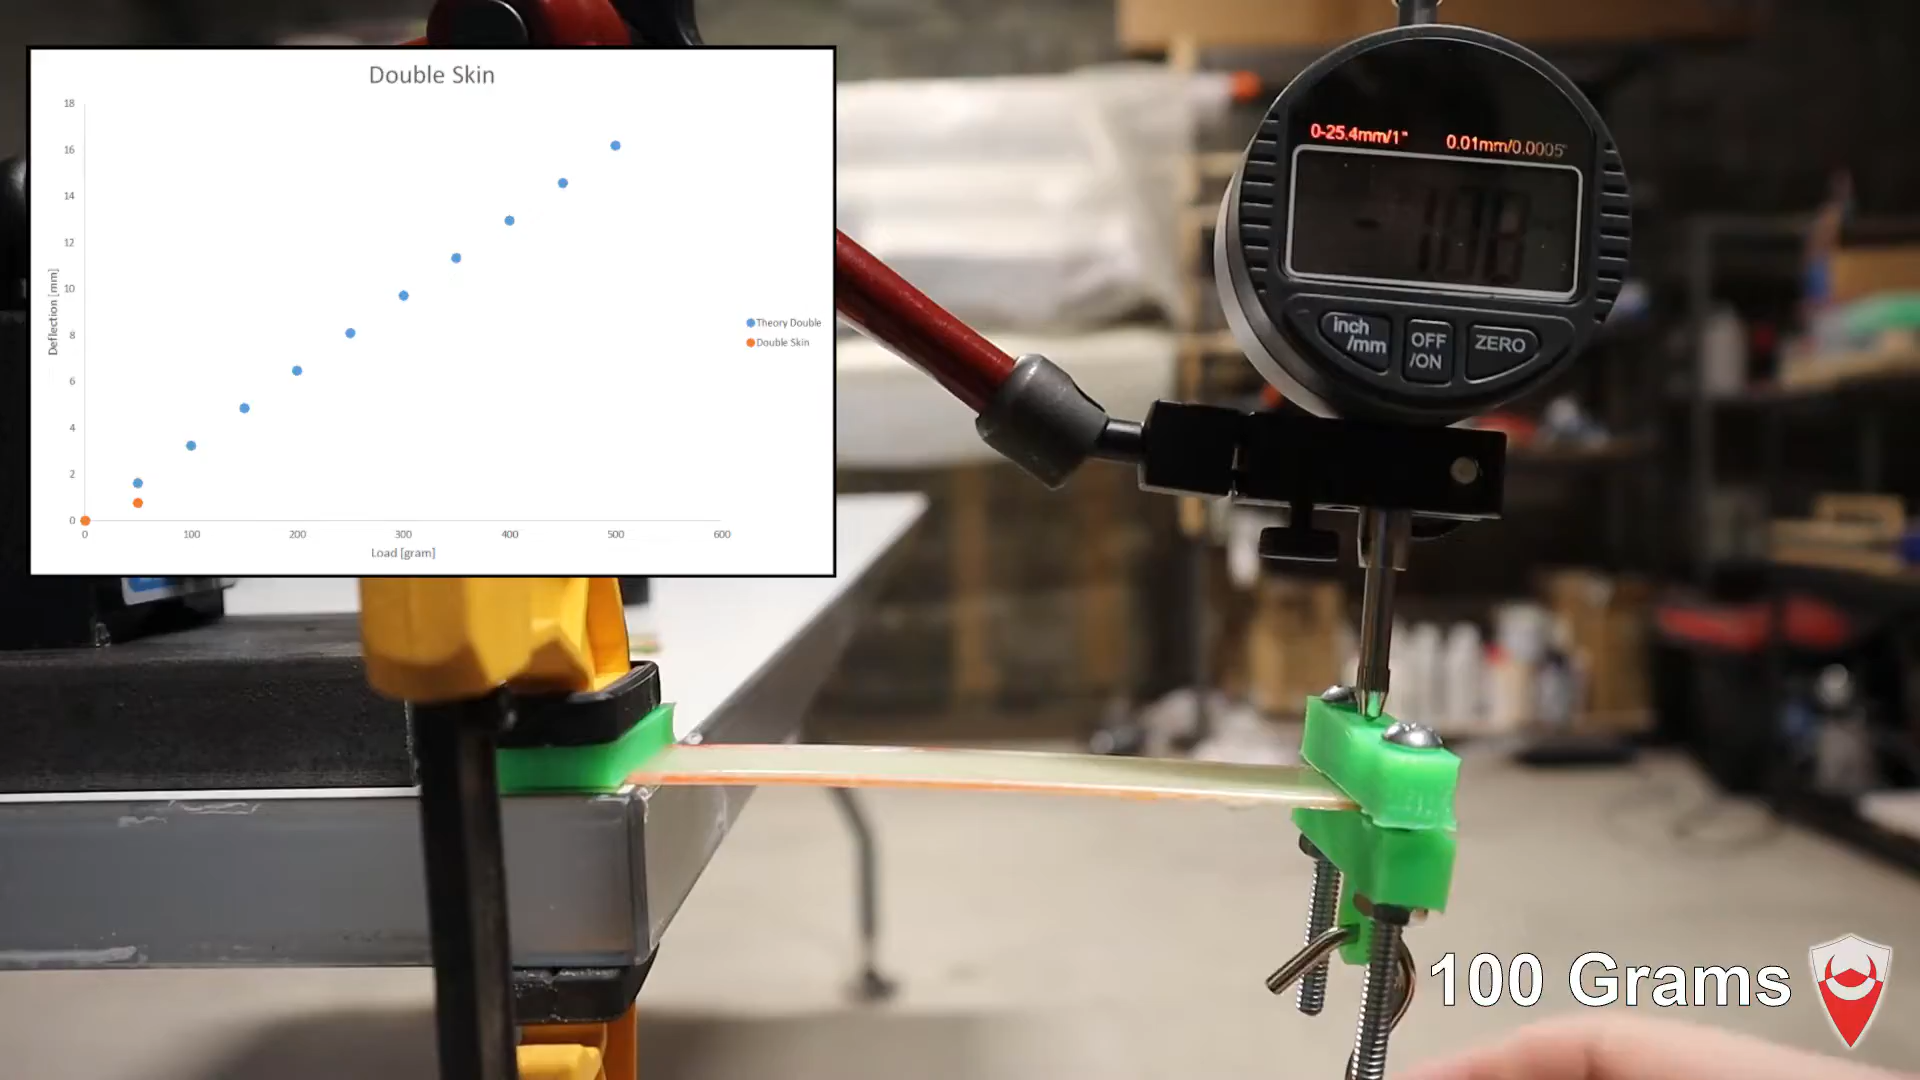 Double Skin
18
16
14
12
10
8
6
4
2
0
Deflection [mm]
0 100 200 300 400 500 600
Load [gram]
Theory Double
Double Skin
0-25.4mm/1" 0.01mm/0.0005"
inch/mm
OFF/ON
ZERO
100 Grams